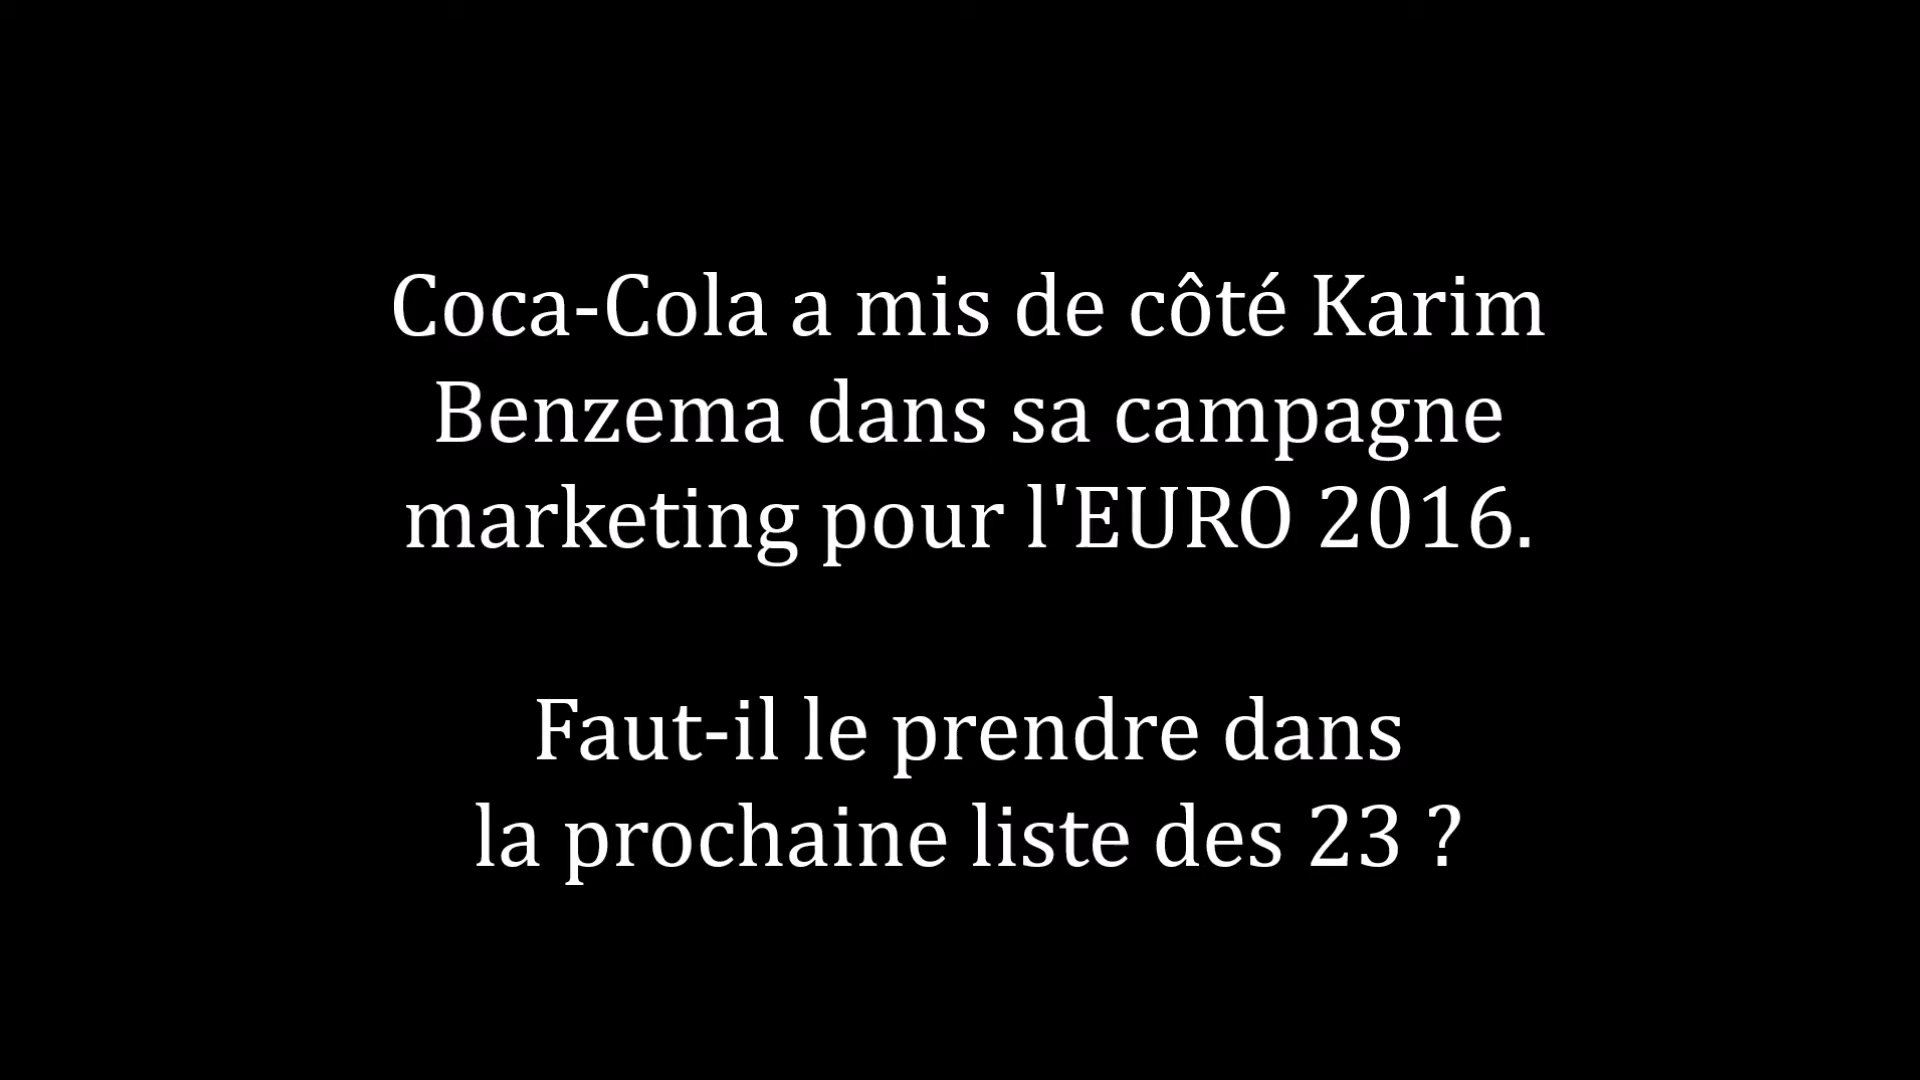 Coca-Cola a mis de côté Karim
Benzema dans sa campagne
marketing pour l'EURO 2016.
Faut-il le prendre dans
la prochaine liste des 23 ?